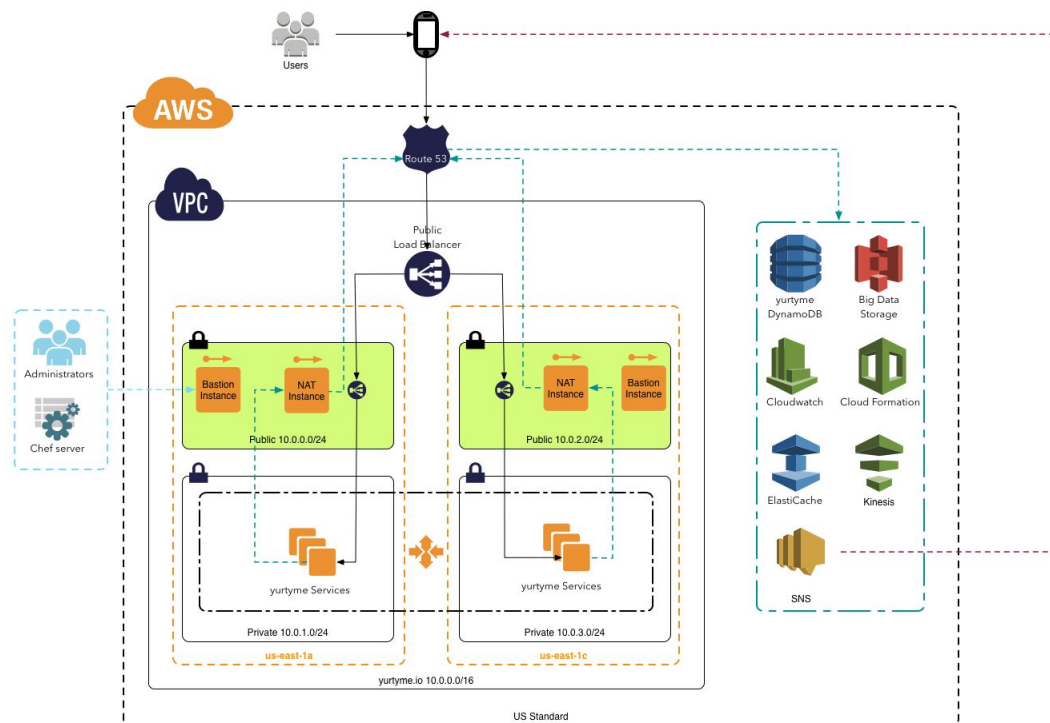 Users
AWS
Route 53
VPC
Public
Load Balancer
yurtyme
DynamoDB
Big Data
Storage
Administrators
Chef server
Bastion
Instance
NAT
Instance
NAT
Instance
Bastion
Instance
Cloudwatch
Cloud Formation
Public 10.0.0.0/24
Public 10.0.2.0/24
ElastiCache
Kinesis
yurtyme Services
yurtyme Services
SNS
Private 10.0.1.0/24
Private 10.0.3.0/24
us-east-1a
us-east-1c
yurtyme.io 10.0.0.0/16
US Standard